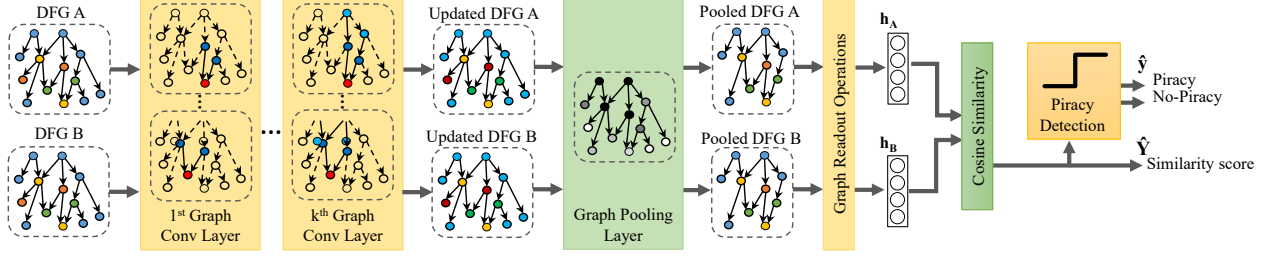 DFG A
DFG B
1st Graph
Conv Layer
kth Graph
Conv Layer
Updated DFG A
Updated DFG B
Graph Pooling
Layer
Pooled DFG A
Pooled DFG B
Graph Readout Operations
hA
hB
Cosine Similarity
Piracy
Detection
ŷ
Piracy
No-Piracy
Ŷ
Similarity score